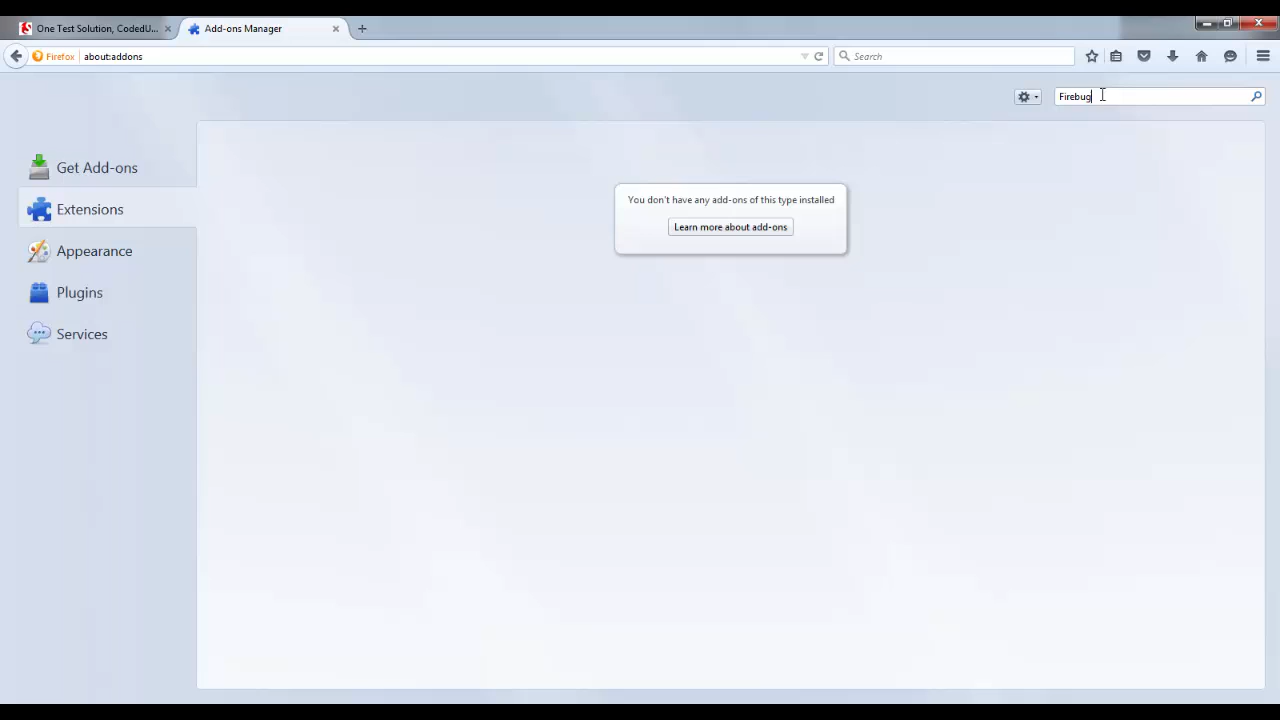 One Test Solution, CodedU...
Add-ons Manager
Firefox
about:addons
Search
Firebug
Get Add-ons
Extensions
Appearance
Plugins
Services
You don't have any add-ons of this type installed
Learn more about add-ons